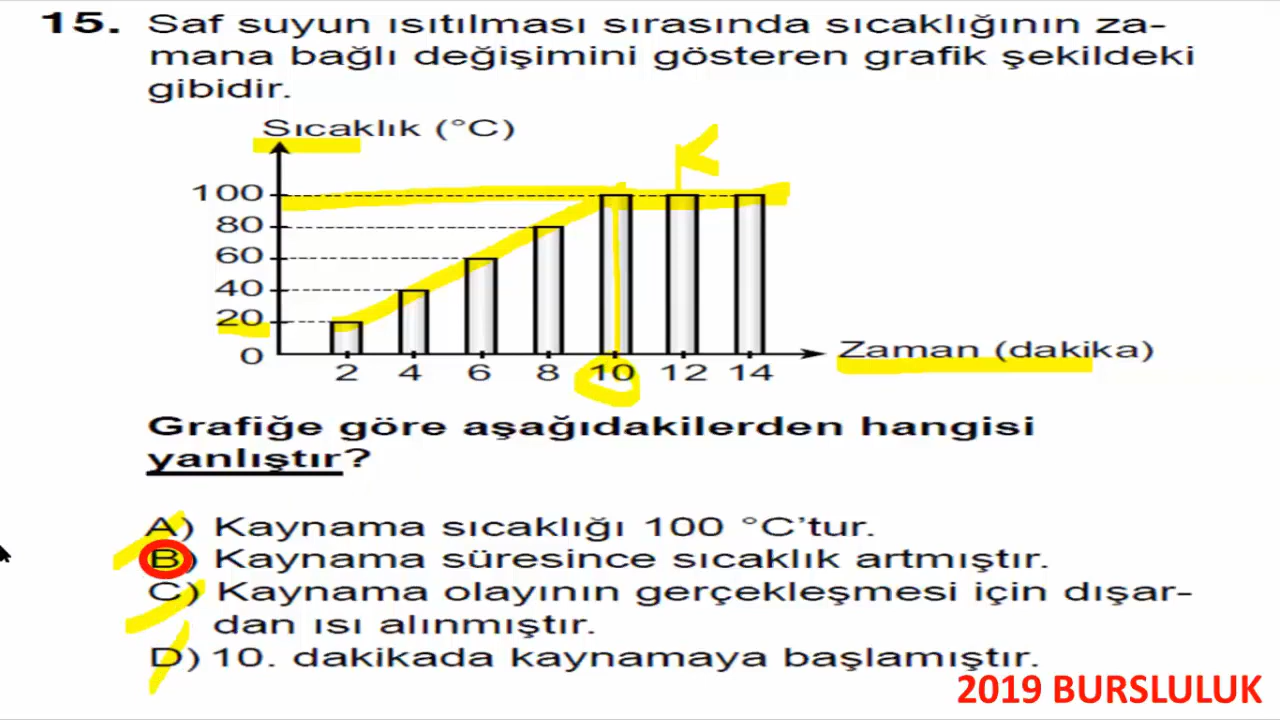 15. Saf suyun ısıtılması sırasında sıcaklığının za-
mana bağlı değişimini gösteren grafik şekildeki
gibidir.
Sıcaklık (°C)
100
80
60
40
20
0
2 4 6 8 10 12 14
Zaman (dakika)
Grafiğe göre aşağıdakilerden hangisi
yanlıştır?
A) Kaynama sıcaklığı 100 °C'tur.
B) Kaynama süresince sıcaklık artmıştır.
C) Kaynama olayının gerçekleşmesi için dışar-
dan ısı alınmıştır.
D) 10. dakikada kaynamaya başlamıştır.
2019 BURSLULUK